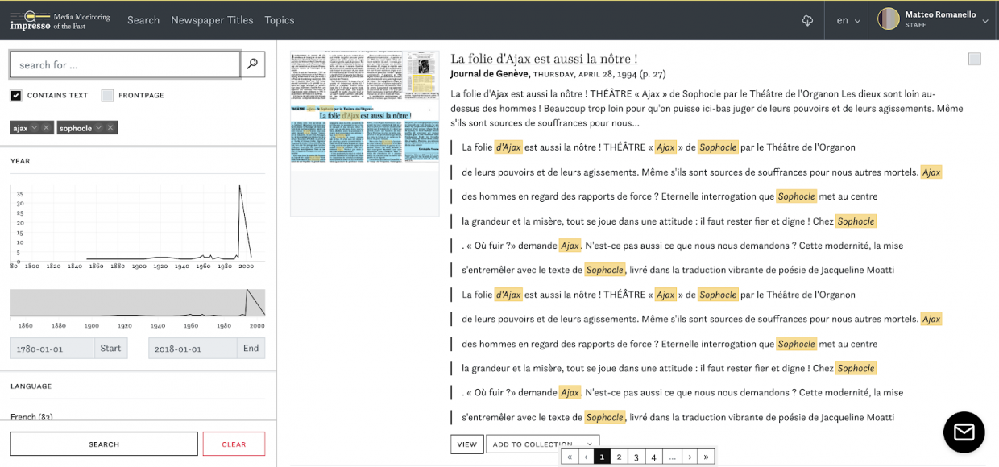 impresso Media Monitoring of the Past
Search Newspaper Titles Topics
en
Matteo Romanello
STAFF
search for ...
CONTAINS TEXT FRONTPAGE
ajax sophocle
YEAR
35
30
25
20
15
10
5
0
80 1800 1820 1840 1860 1880 1900 1920 1940 1960 1980 2000
1860 1880 1900 1920 1940 1960 1980 2000
1780-01-01 Start 2018-01-01 End
LANGUAGE
French (83)
SEARCH CLEAR
La folie d'Ajax est aussi la nôtre !
La folie d'Ajax est aussi la nôtre !
Journal de Genève, THURSDAY, APRIL 28, 1994 (p. 27)
La folie d'Ajax est aussi la nôtre ! THÉÂTRE « Ajax » de Sophocle par le Théâtre de l'Organon Les dieux sont loin au-
dessus des hommes ! Beaucoup trop loin pour qu'on puisse ici-bas juger de leurs pouvoirs et de leurs agissements. Même
s'ils sont sources de souffrances pour nous...
La folie d'Ajax est aussi la nôtre ! THÉÂTRE « Ajax » de Sophocle par le Théâtre de l'Organon
de leurs pouvoirs et de leurs agissements. Même s'ils sont sources de souffrances pour nous autres mortels. Ajax
des hommes en regard des rapports de force ? Eternelle interrogation que Sophocle met au centre
la grandeur et la misère, tout se joue dans une attitude : il faut rester fier et digne ! Chez Sophocle
. « Où fuir ?» demande Ajax. N'est-ce pas aussi ce que nous nous demandons ? Cette modernité, la mise
s'entremêler avec le texte de Sophocle, livré dans la traduction vibrante de poésie de Jacqueline Moatti
La folie d'Ajax est aussi la nôtre ! THÉÂTRE « Ajax » de Sophocle par le Théâtre de l'Organon
de leurs pouvoirs et de leurs agissements. Même s'ils sont sources de souffrances pour nous autres mortels. Ajax
des hommes en regard des rapports de force ? Eternelle interrogation que Sophocle met au centre
la grandeur et la misère, tout se joue dans une attitude : il faut rester fier et digne ! Chez Sophocle
. « Où fuir ?» demande Ajax. N'est-ce pas aussi ce que nous nous demandons ? Cette modernité, la mise
s'entremêler avec le texte de Sophocle, livré dans la traduction vibrante de poésie de Jacqueline Moatti
VIEW ADD TO COLLECTION
« ‹ 1 2 3 4 ... › »